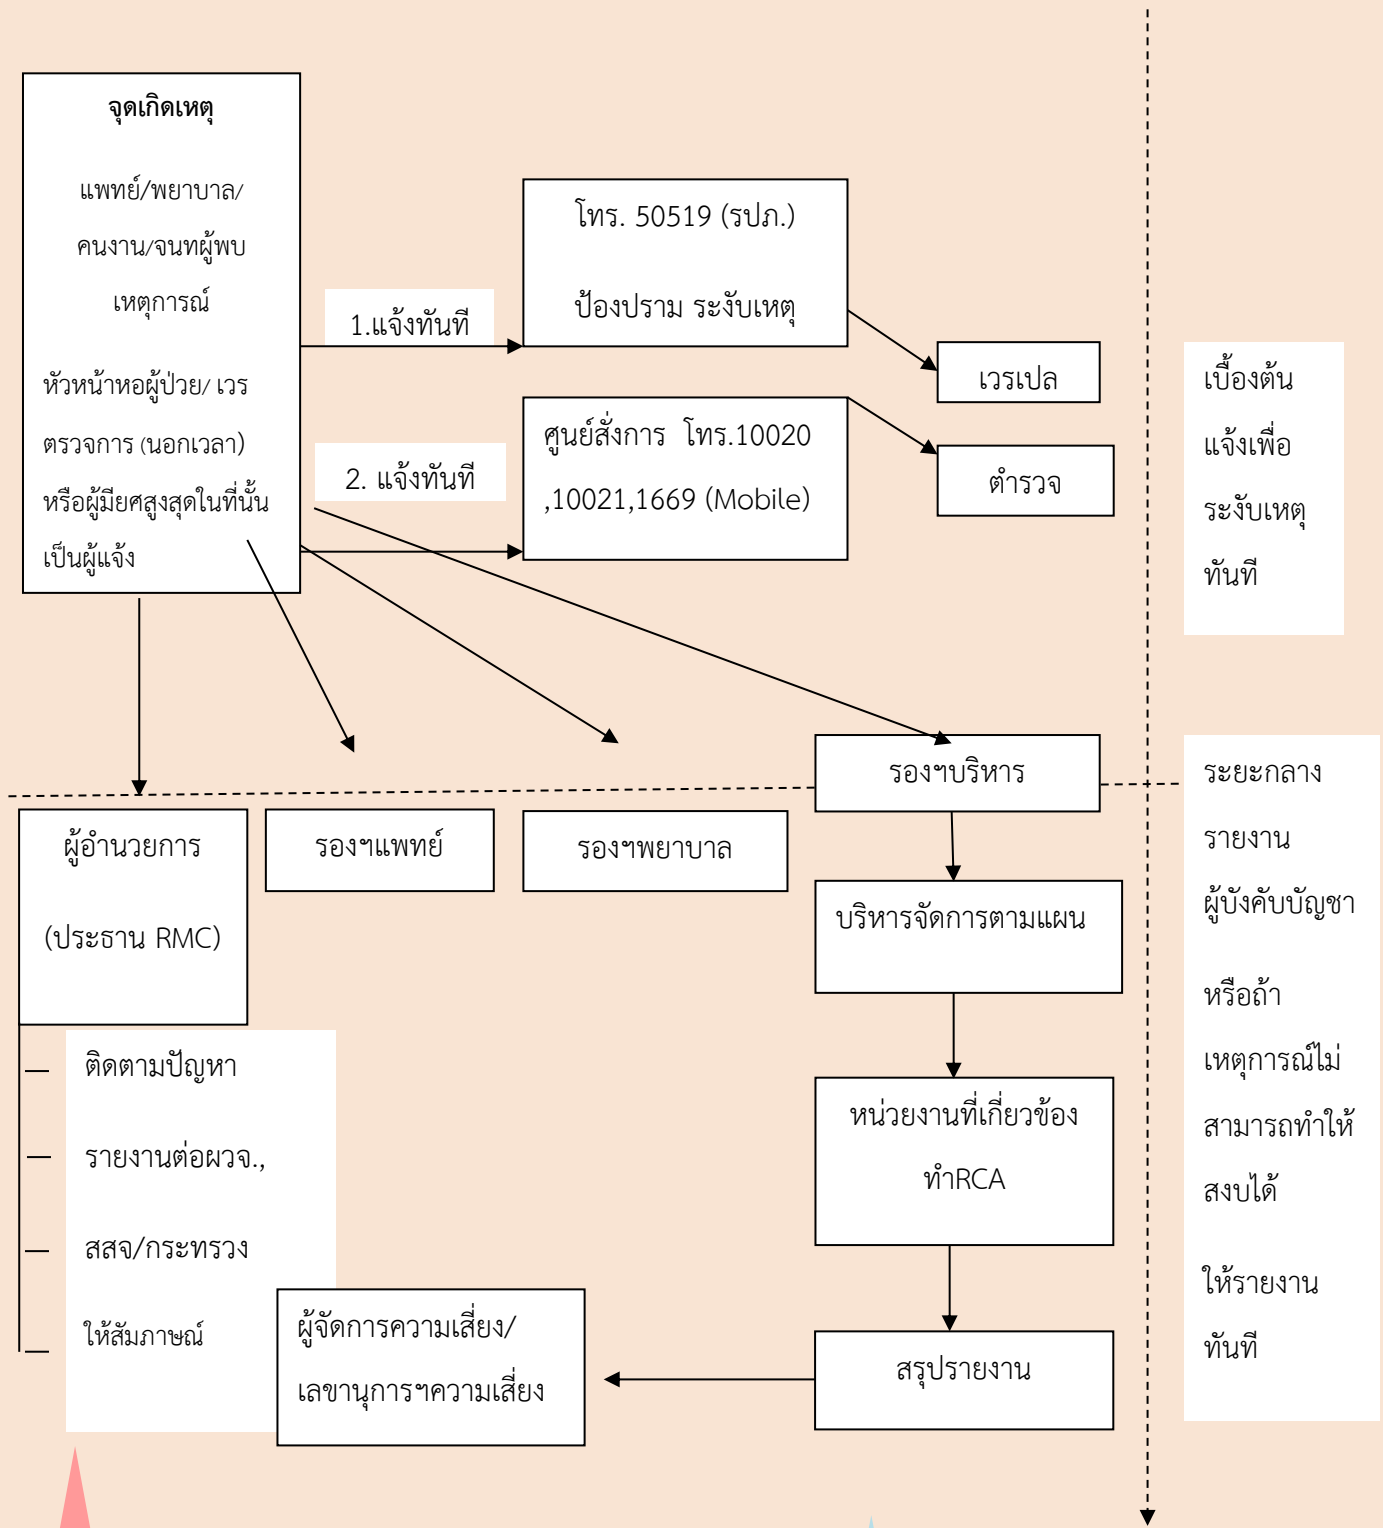 จุดเกิดเหตุ
แพทย์/พยาบาล/
คนงาน/จนทผู้พบ
เหตุการณ์
หัวหน้าหอผู้ป่วย/ เวร
ตรวจการ (นอกเวลา)
หรือผู้มียศสูงสุดในที่นั้น
เป็นผู้แจ้ง
1.แจ้งทันที
2. แจ้งทันที
โทร. 50519 (รปภ.)
ป้องปราม ระงับเหตุ
ศูนย์สั่งการ โทร.10020
,10021,1669 (Mobile)
เวรเปล
ตำรวจ
เบื้องต้น
แจ้งเพื่อ
ระงับเหตุ
ทันที
รองฯบริหาร
ผู้อำนวยการ
(ประธาน RMC)
รองฯแพทย์
รองฯพยาบาล
บริหารจัดการตามแผน
หน่วยงานที่เกี่ยวข้อง
ทำRCA
สรุปรายงาน
ผู้จัดการความเสี่ยง/
เลขานุการฯความเสี่ยง
ติดตามปัญหา
รายงานต่อผวจ.,
สสจ/กระทรวง
ให้สัมภาษณ์
ระยะกลาง
รายงาน
ผู้บังคับบัญชา
หรือถ้า
เหตุการณ์ไม่
สามารถทำให้
สงบได้
ให้รายงาน
ทันที